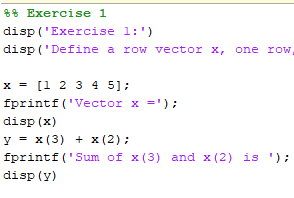 %% Exercise 1
disp('Exercise 1:')
disp('Define a row vector x, one row,
x = [1 2 3 4 5];
fprintf('Vector x =');
disp(x)
y = x(3) + x(2);
fprintf('Sum of x(3) and x(2) is ');
disp(y)